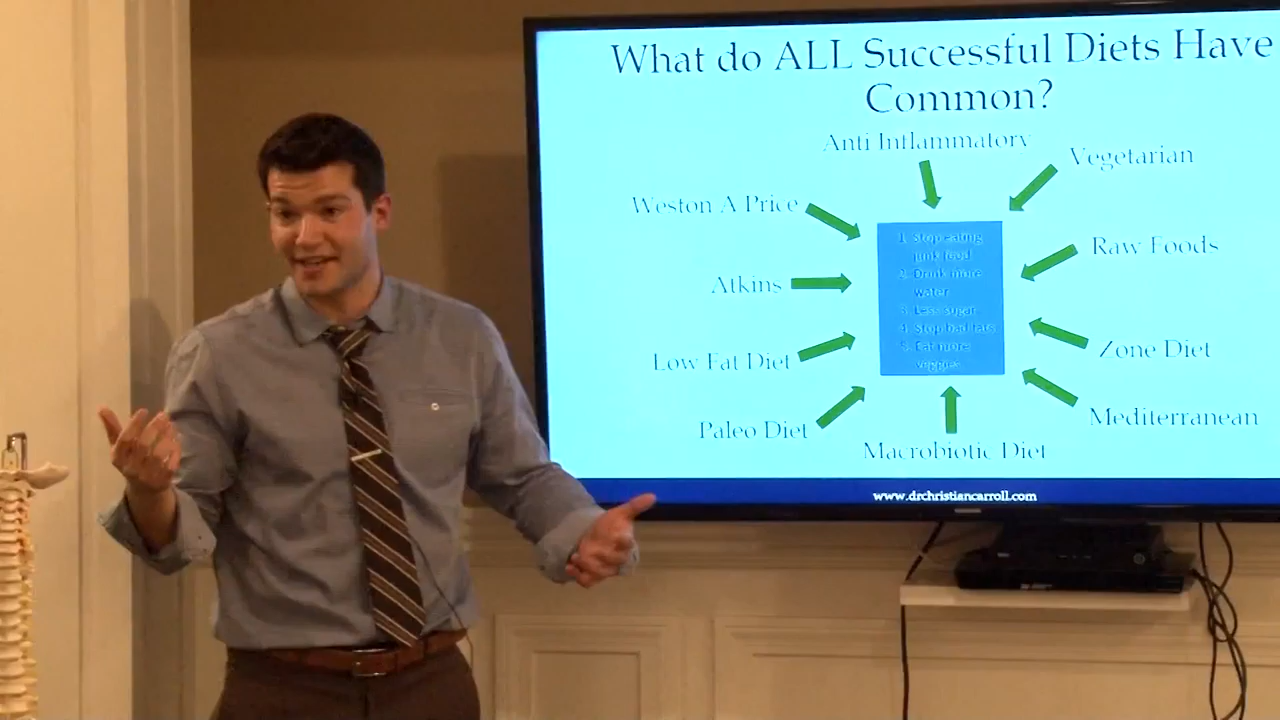 What do ALL Successful Diets Have
Common?
Anti Inflammatory
Vegetarian
Weston A Price
Raw Foods
Atkins
Low Fat Diet
Zone Diet
Paleo Diet
Mediterranean
Macrobiotic Diet
1. Stop eating
junk food
2. Drink more
water
3. Less sugar
4. Stop bad fats
5. Eat more
veggies
www.drchristiancarroll.com